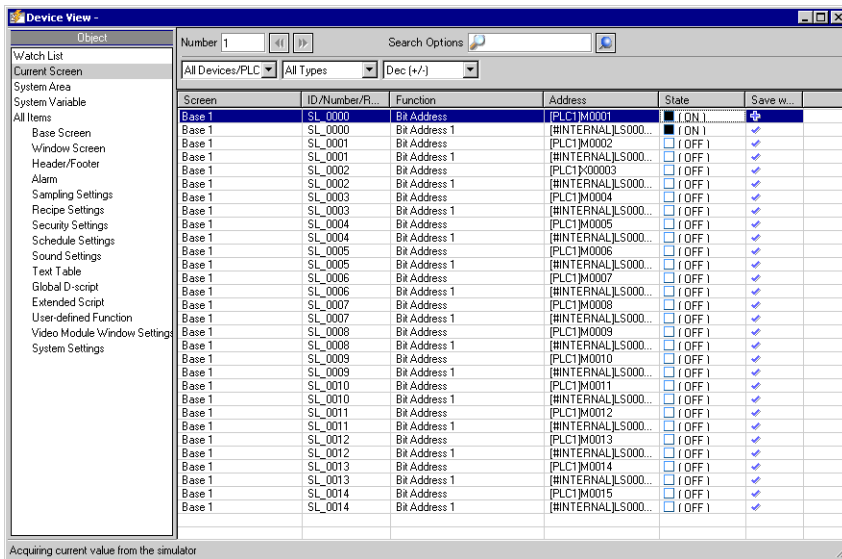 Device View -
Object
Watch List
Current Screen
System Area
System Variable
All Items
Base Screen
Window Screen
Header/Footer
Alarm
Sampling Settings
Recipe Settings
Security Settings
Schedule Settings
Sound Settings
Text Table
Global D-script
Extended Script
User-defined Function
Video Module Window Settings
System Settings
Number 1 Search Options
All Devices/PLC All Types Dec (+/-)
Screen ID/Number/R... Function Address State Save w...
Base 1 SL_0000 Bit Address [PLC1]M0001 ( ON )
Base 1 SL_0000 Bit Address 1 [#INTERNAL]LS000... ( ON )
Base 1 SL_0001 Bit Address [PLC1]M0002 ( OFF )
Base 1 SL_0001 Bit Address 1 [#INTERNAL]LS000... ( OFF )
Base 1 SL_0002 Bit Address [PLC1]X00003 ( OFF )
Base 1 SL_0002 Bit Address 1 [#INTERNAL]LS000... ( OFF )
Base 1 SL_0003 Bit Address [PLC1]M0004 ( OFF )
Base 1 SL_0003 Bit Address 1 [#INTERNAL]LS000... ( OFF )
Base 1 SL_0004 Bit Address [PLC1]M0005 ( OFF )
Base 1 SL_0004 Bit Address 1 [#INTERNAL]LS000... ( OFF )
Base 1 SL_0005 Bit Address [PLC1]M0006 ( OFF )
Base 1 SL_0005 Bit Address 1 [#INTERNAL]LS000... ( OFF )
Base 1 SL_0006 Bit Address [PLC1]M0007 ( OFF )
Base 1 SL_0006 Bit Address 1 [#INTERNAL]LS000... ( OFF )
Base 1 SL_0007 Bit Address [PLC1]M0008 ( OFF )
Base 1 SL_0007 Bit Address 1 [#INTERNAL]LS000... ( OFF )
Base 1 SL_0008 Bit Address [PLC1]M0009 ( OFF )
Base 1 SL_0008 Bit Address 1 [#INTERNAL]LS000... ( OFF )
Base 1 SL_0009 Bit Address [PLC1]M0010 ( OFF )
Base 1 SL_0009 Bit Address 1 [#INTERNAL]LS000... ( OFF )
Base 1 SL_0010 Bit Address [PLC1]M0011 ( OFF )
Base 1 SL_0010 Bit Address 1 [#INTERNAL]LS000... ( OFF )
Base 1 SL_0011 Bit Address [PLC1]M0012 ( OFF )
Base 1 SL_0011 Bit Address 1 [#INTERNAL]LS000... ( OFF )
Base 1 SL_0012 Bit Address [PLC1]M0013 ( OFF )
Base 1 SL_0012 Bit Address 1 [#INTERNAL]LS000... ( OFF )
Base 1 SL_0013 Bit Address [PLC1]M0014 ( OFF )
Base 1 SL_0013 Bit Address 1 [#INTERNAL]LS000... ( OFF )
Base 1 SL_0014 Bit Address [PLC1]M0015 ( OFF )
Base 1 SL_0014 Bit Address 1 [#INTERNAL]LS000... ( OFF )
Acquiring current value from the simulator